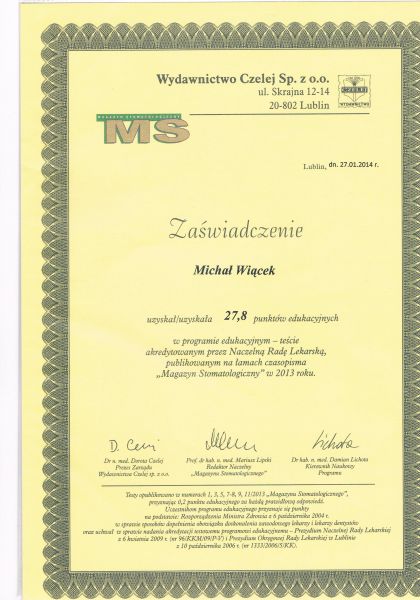 Wydawnictwo Czelej Sp. z o.o.
ul. Skrajna 12-14
20-802 Lublin
CZELEJ
WYDAWNICTWO
MAGAZYN STOMATOLOGICZNY
MS
Lublin, dn. 27.01.2014 r.
Zaświadczenie
Michał Wiącek
uzyskał/uzyskała 27,8 punktów edukacyjnych
w programie edukacyjnym – teście
akredytowanym przez Naczelną Radę Lekarską,
publikowanym na łamach czasopisma
„Magazyn Stomatologiczny” w 2013 roku.
Dr n. med. Dorota Czelej
Prezes Zarządu
Wydawnictwa Czelej sp. z o.o.
Prof. dr hab. n. med. Mariusz Lipski
Redaktor Naczelny
„Magazynu Stomatologicznego”
Dr hab. n. med. Damian Lichota
Kierownik Naukowy
Programu
Testy opublikowano w numerach 1, 3, 5, 7-8, 9, 11/2013 „Magazynu Stomatologicznego”,
przyznając 0,2 punktu edukacyjnego za każdą prawidłową odpowiedź.
Uczestnikom programu edukacyjnego przyznaje się punkty
na podstawie: Rozporządzenia Ministra Zdrowia z 6 października 2004 r.
w sprawie sposobów dopełnienia obowiązku doskonalenia zawodowego lekarzy i lekarzy dentystów
oraz uchwał w sprawie nadania akredytacji ustawomu programowi edukacyjnemu – Prezydium Naczelnej Rady Lekarskiej
z 6 kwietnia 2009 r. (nr 96/KKM/09/P-V) i Prezydium Okręgowej Rady Lekarskiej w Lublinie
z 10 października 2006 r. (nr 1333/2006/S/KK).